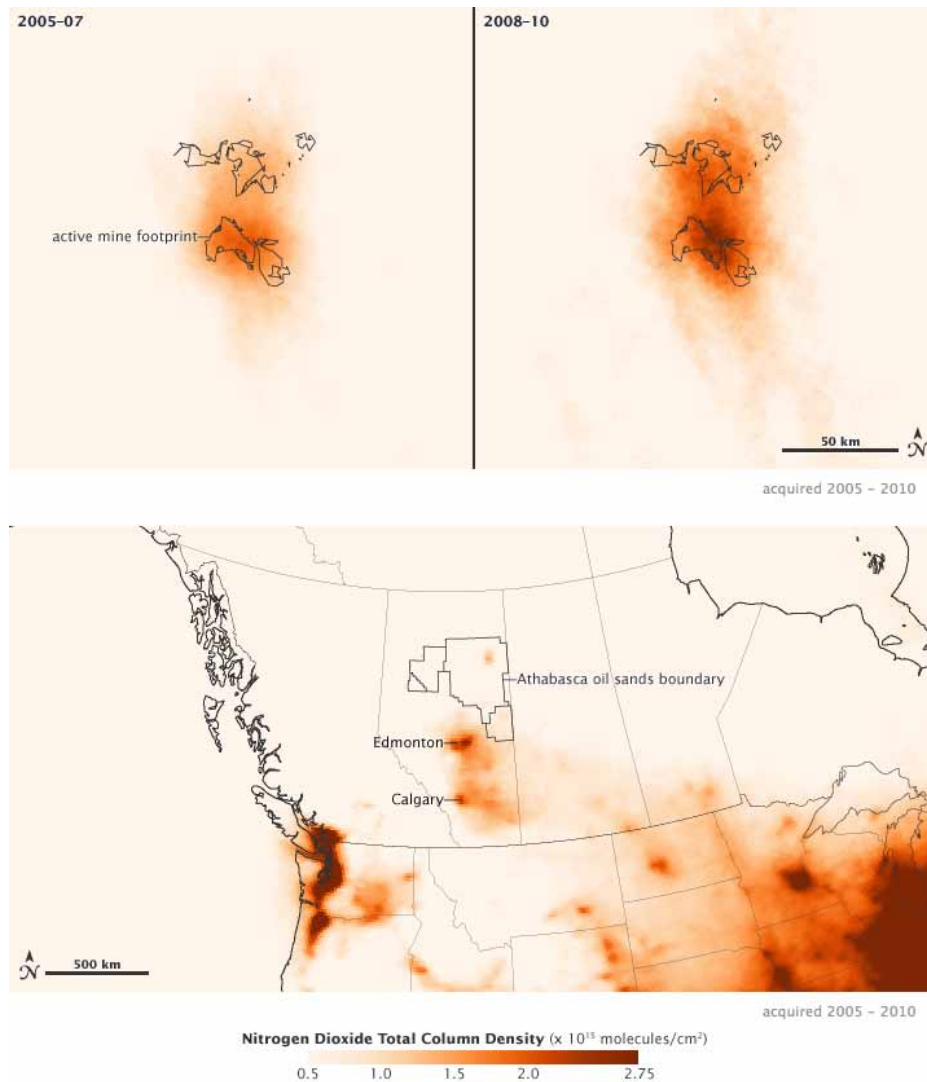 2005–07
2008–10
active mine footprint
50 km
N
acquired 2005 – 2010
Athabasca oil sands boundary
Edmonton
Calgary
N
500 km
acquired 2005 – 2010
Nitrogen Dioxide Total Column Density (x 10¹⁵ molecules/cm²)
0.5 1.0 1.5 2.0 2.75